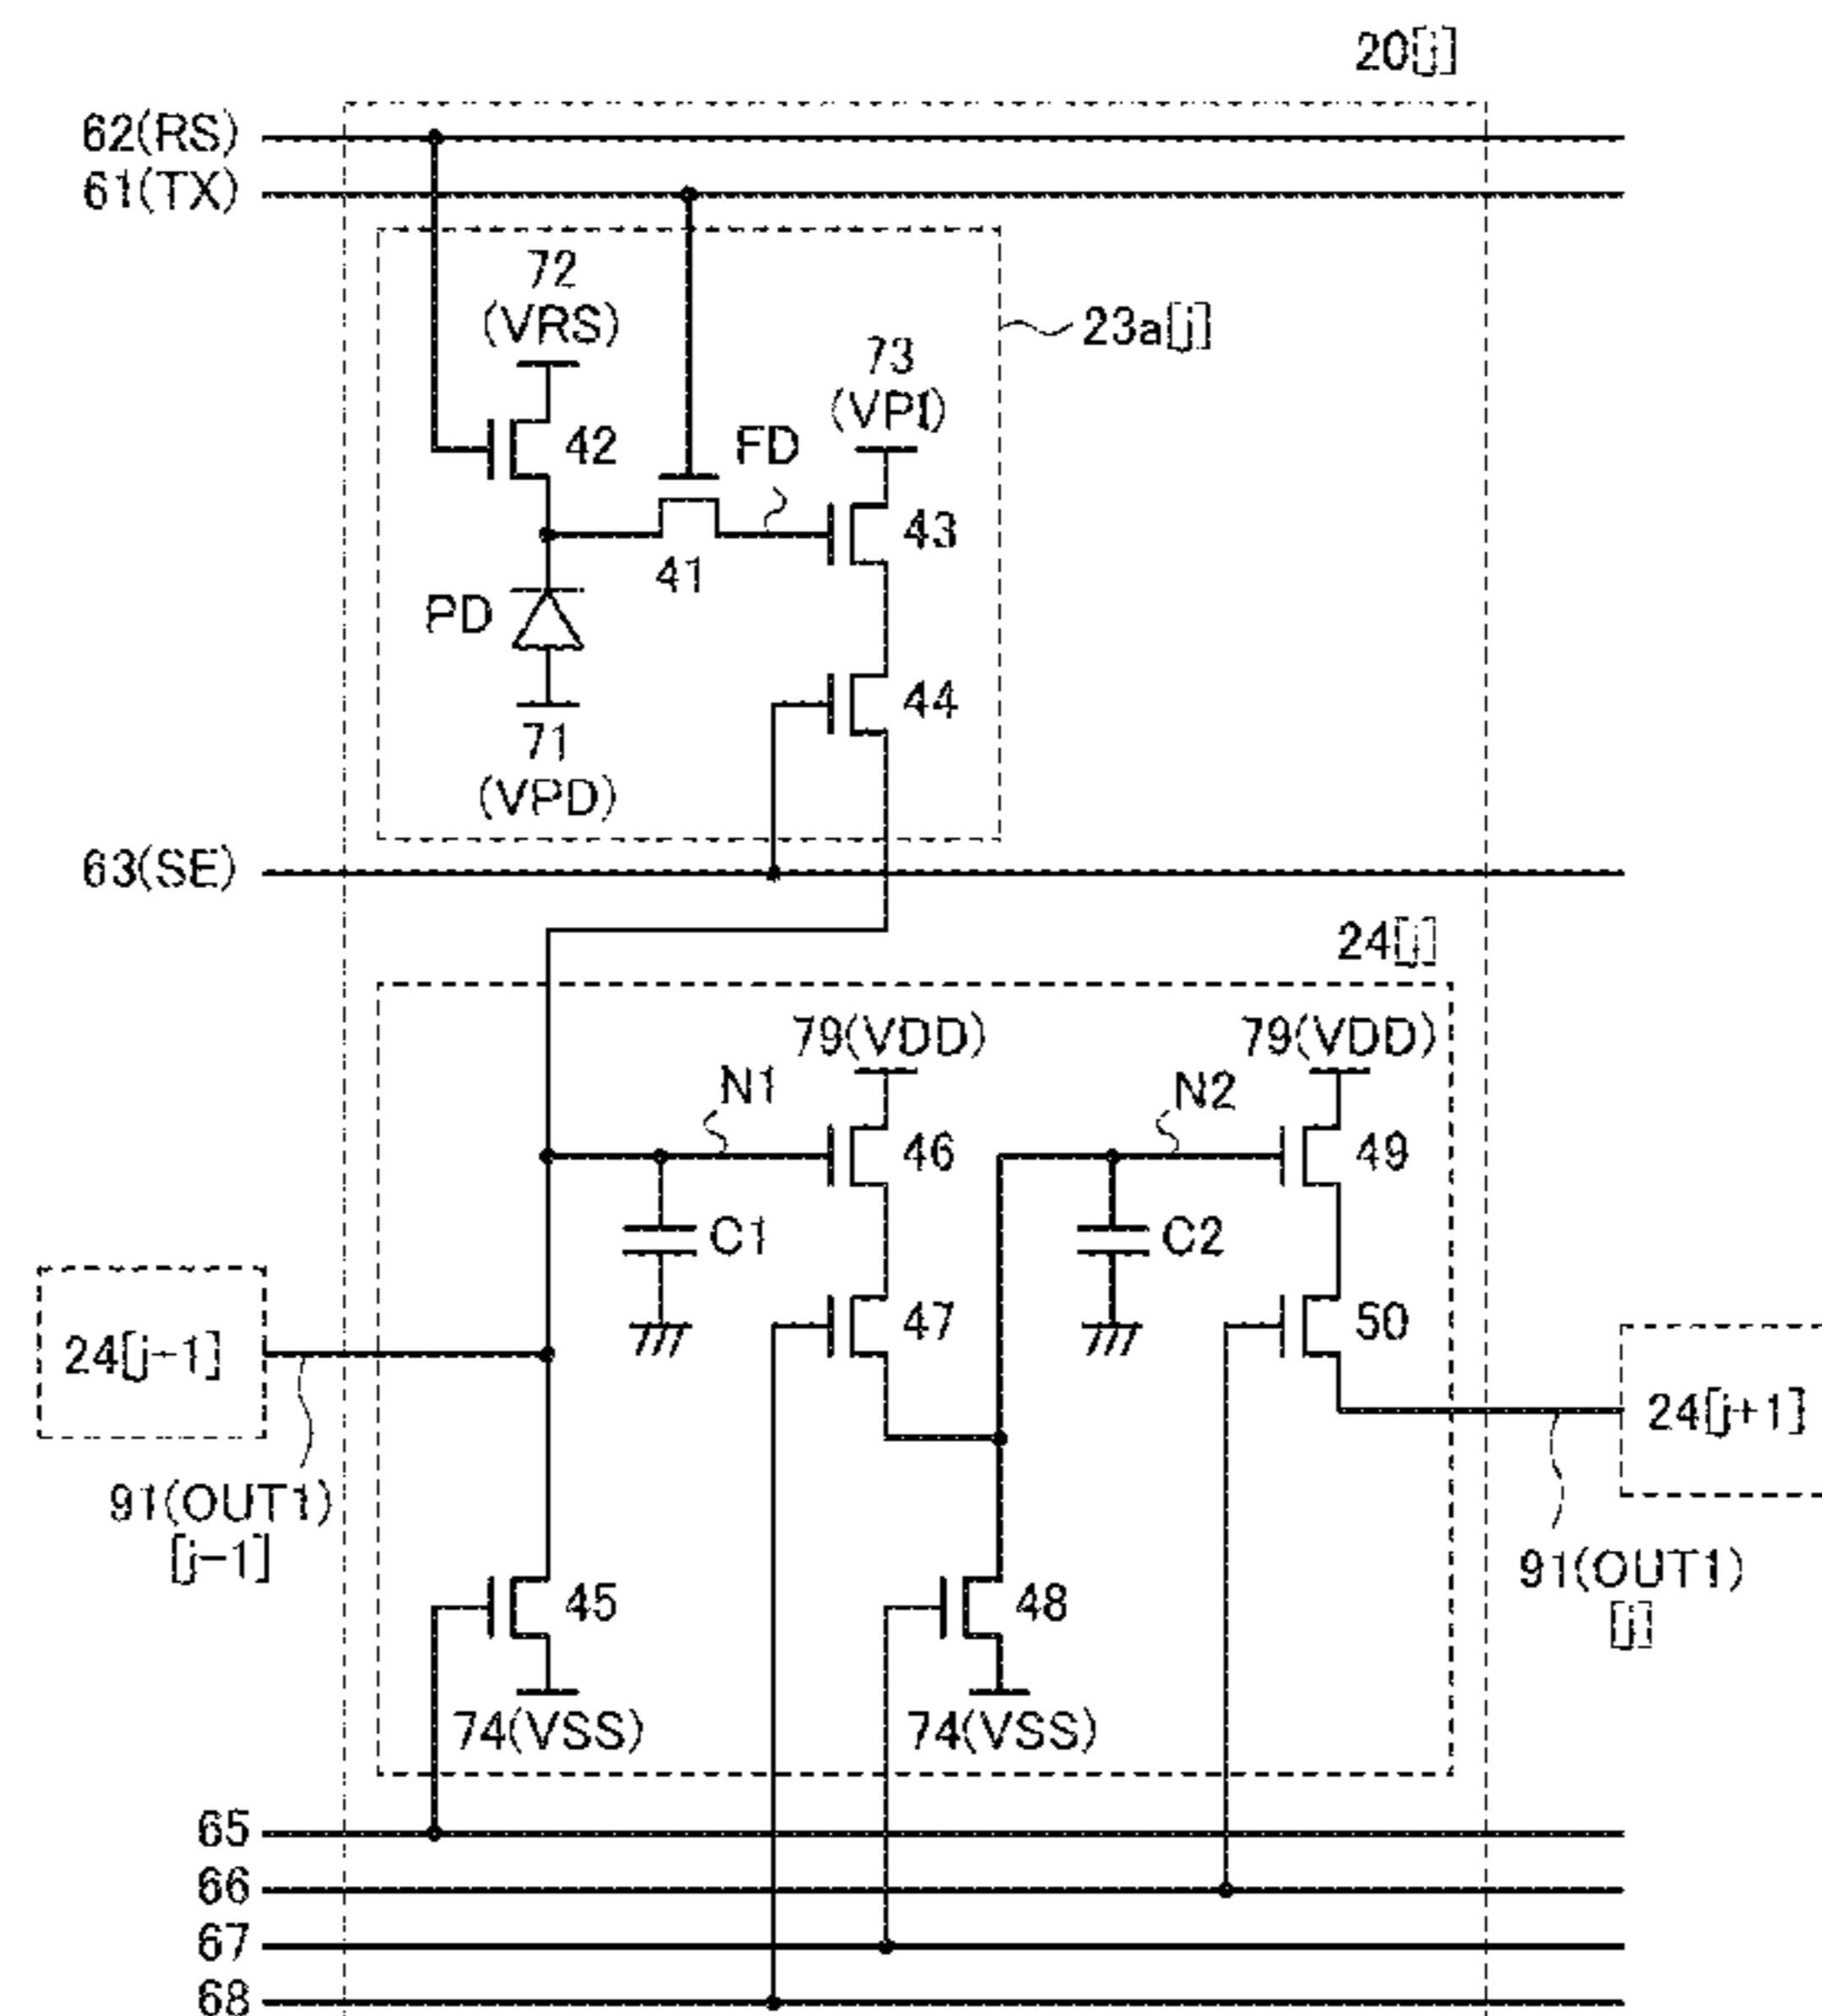 20[j]
62(RS)
61(TX)
72
(VRS)
23a[j]
73
(VPI)
42
FD
43
41
PD
44
71
(VPD)
63(SE)
24[j]
79(VDD)
79(VDD)
N1
N2
46
49
C1
C2
47
50
24[j-1]
24[j+1]
91(OUT1)
[j-1]
91(OUT1)
[j]
45
48
74(VSS)
74(VSS)
65
66
67
68